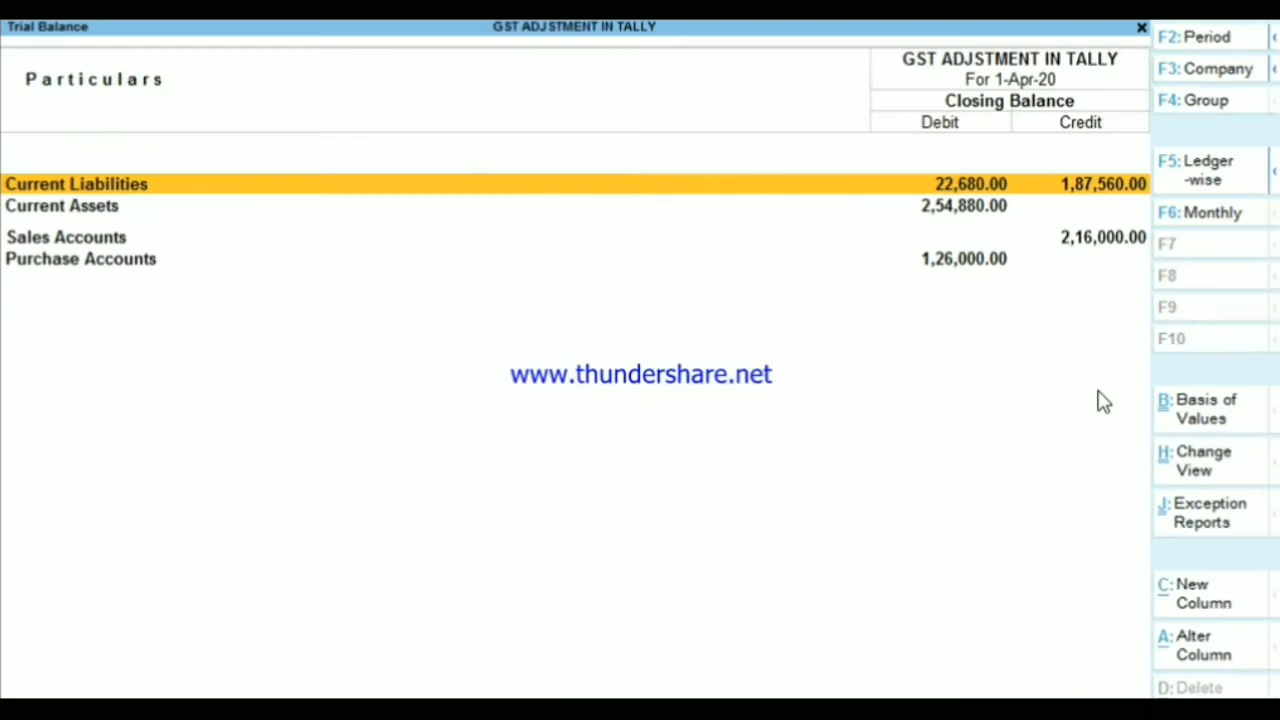 Trial Balance GST ADJSTMENT IN TALLY x
Particulars
GST ADJSTMENT IN TALLY
For 1-Apr-20
Closing Balance
Debit Credit
Current Liabilities 22,680.00 1,87,560.00
Current Assets 2,54,880.00
Sales Accounts 2,16,000.00
Purchase Accounts 1,26,000.00
www.thundershare.net
F2: Period
F3: Company
F4: Group
F5: Ledger
-wise
F6: Monthly
F7
F8
F9
F10
B: Basis of
Values
H: Change
View
J: Exception
Reports
C: New
Column
A: Alter
Column
D: Delete